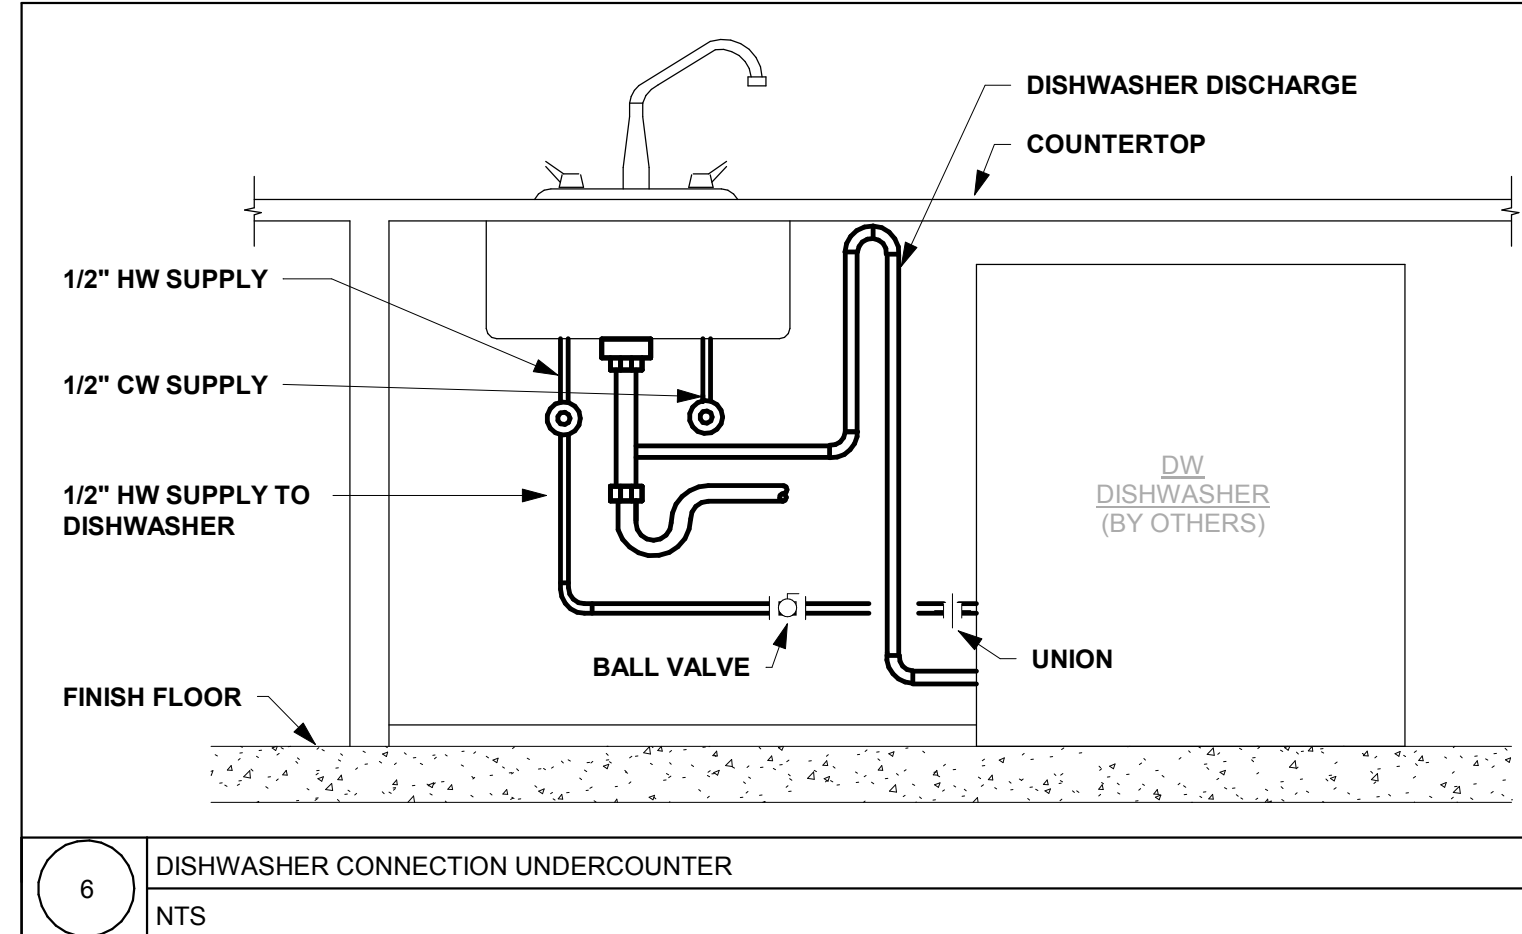 DISHWASHER DISCHARGE
COUNTERTOP
1/2" HW SUPPLY
1/2" CW SUPPLY
1/2" HW SUPPLY TO
DISHWASHER
DW
DISHWASHER
(BY OTHERS)
BALL VALVE
UNION
FINISH FLOOR
6
DISHWASHER CONNECTION UNDERCOUNTER
NTS